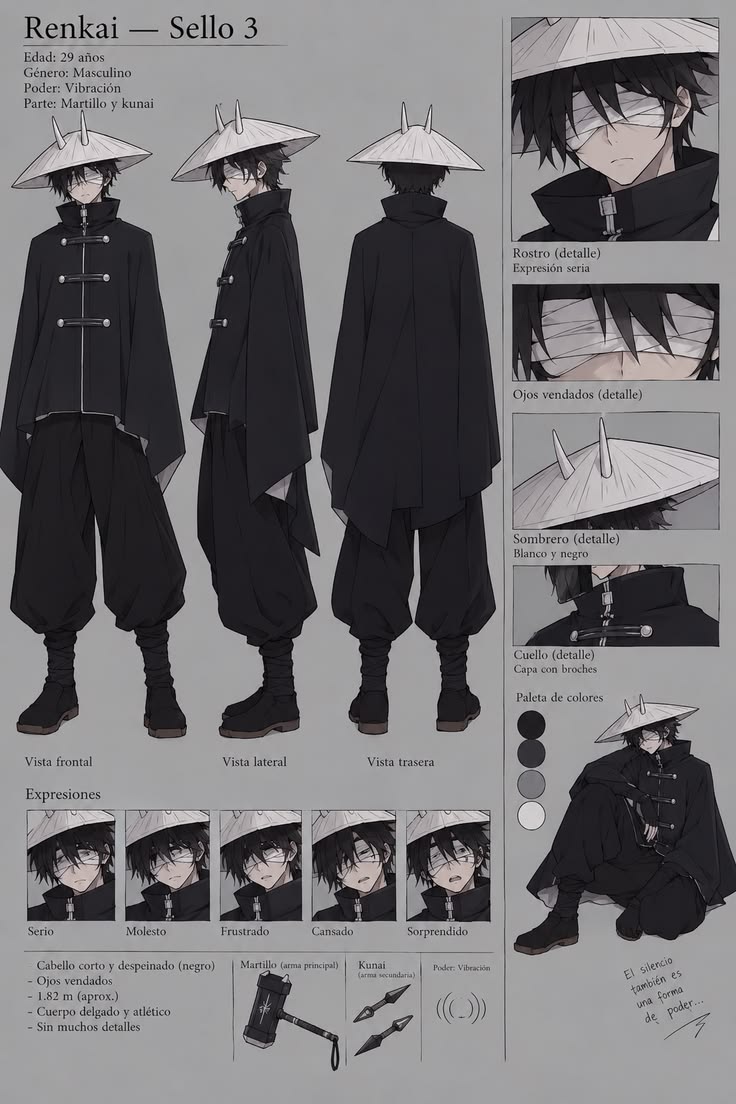 Renkai — Sello 3
Edad: 29 años
Género: Masculino
Poder: Vibración
Parte: Martillo y kunai
Rostro (detalle)
Expresión seria
Ojos vendados (detalle)
Sombrero (detalle)
Blanco y negro
Cuello (detalle)
Capa con broches
Paleta de colores
Vista frontal
Vista lateral
Vista trasera
Expresiones
Serio
Molesto
Frustrado
Cansado
Sorprendido
Cabello corto y despeinado (negro)
- Ojos vendados
- 1.82 m (aprox.)
- Cuerpo delgado y atlético
- Sin muchos detalles
Martillo (arma principal)
Kunai
(arma secundaria)
Poder: Vibración
El silencio
también es
una forma
de poder...